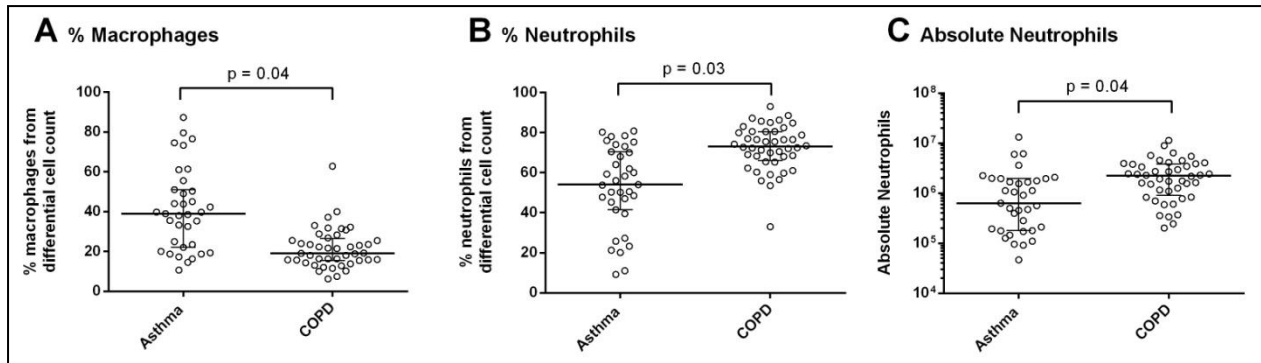 A % Macrophages
p = 0.04
% macrophages from
differential cell count
100
80
60
40
20
0
Asthma
COPD
B % Neutrophils
p = 0.03
% neutrophils from
differential cell count
100
80
60
40
20
0
Asthma
COPD
C Absolute Neutrophils
p = 0.04
Absolute Neutrophils
10⁸
10⁷
10⁶
10⁵
10⁴
Asthma
COPD